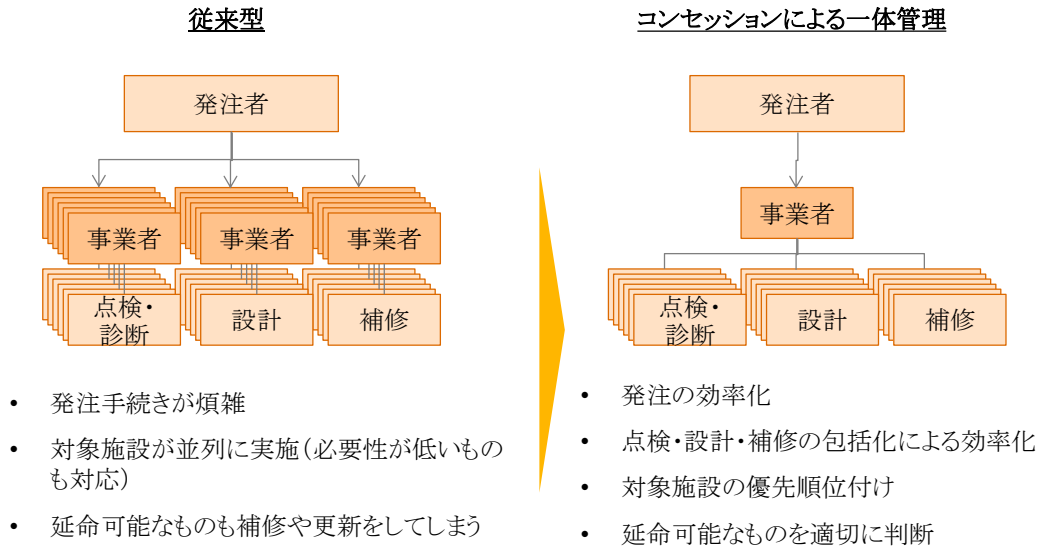 従来型
発注者
事業者
事業者
事業者
点検・
診断
設計
補修
• 発注手続きが煩雑
• 対象施設が並列に実施(必要性が低いもの
も対応)
• 延命可能なものも補修や更新をしてしまう
コンセッションによる一体管理
発注者
事業者
点検・
診断
設計
補修
• 発注の効率化
• 点検・設計・補修の包括化による効率化
• 対象施設の優先順位付け
• 延命可能なものを適切に判断